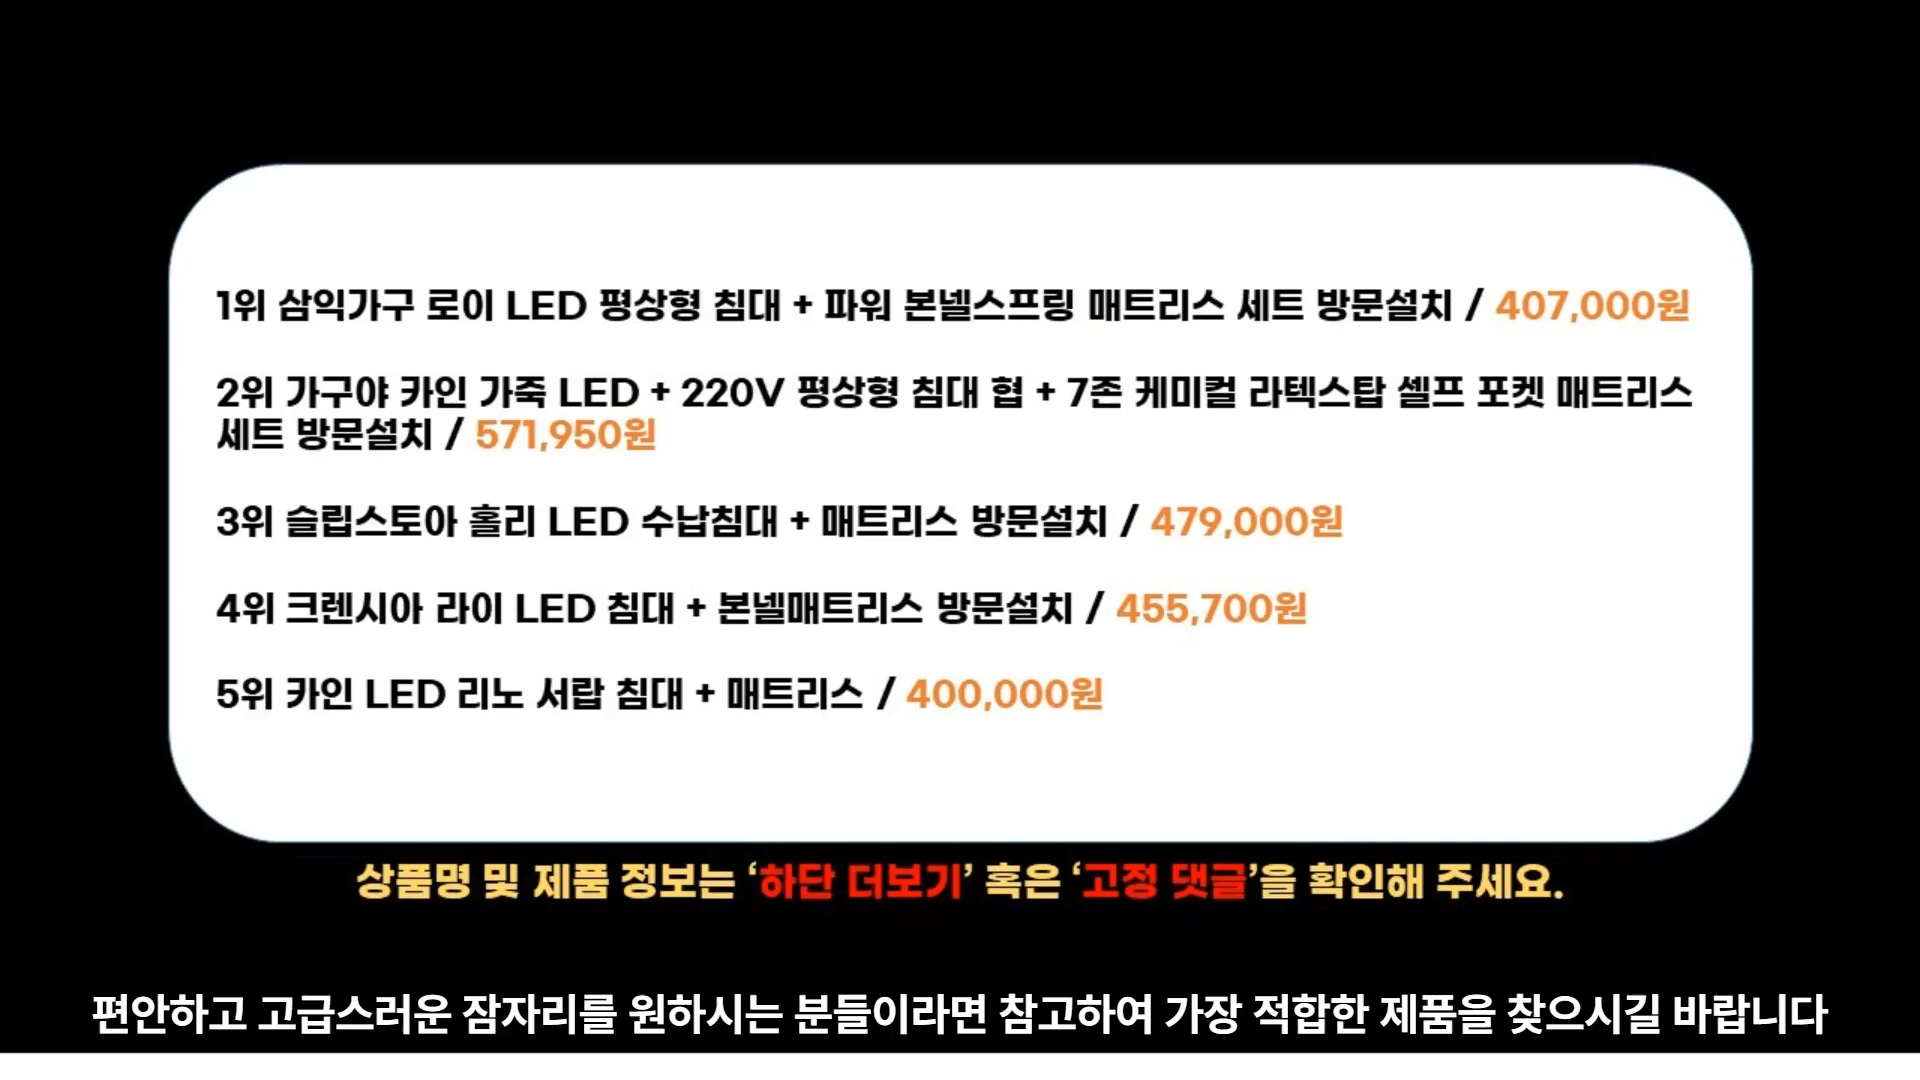 1위 삼익가구 로이 LED 평상형 침대 + 파워 본넬스프링 매트리스 세트 방문설치 / 407,000원
2위 가구야 카인 가죽 LED + 220V 평상형 침대 협 + 7존 케미컬 라텍스탑 셀프 포켓 매트리스
세트 방문설치 / 571,950원
3위 슬립스토아 홀리 LED 수납침대 + 매트리스 방문설치 / 479,000원
4위 크렌시아 라이 LED 침대 + 본넬매트리스 방문설치 / 455,700원
5위 카인 LED 리노 서랍 침대 + 매트리스 / 400,000원
상품명 및 제품 정보는 ‘하단 더보기’ 혹은 ‘고정 댓글’을 확인해 주세요.
편안하고 고급스러운 잠자리를 원하시는 분들이라면 참고하여 가장 적합한 제품을 찾으시길 바랍니다